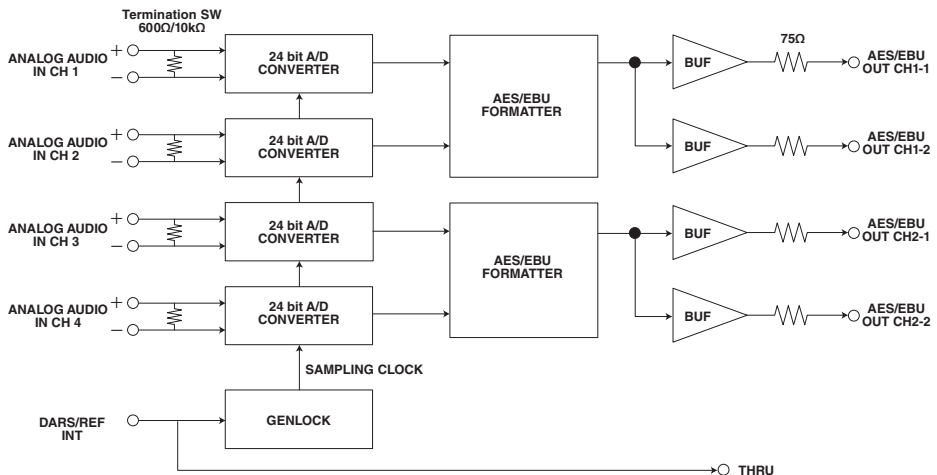 Termination SW
600Ω/10kΩ
ANALOG AUDIO
IN CH 1
+
−
24 bit A/D
CONVERTER
AES/EBU
FORMATTER
BUF
75Ω
AES/EBU
OUT CH1-1
ANALOG AUDIO
IN CH 2
+
−
24 bit A/D
CONVERTER
BUF
AES/EBU
OUT CH1-2
ANALOG AUDIO
IN CH 3
+
−
24 bit A/D
CONVERTER
AES/EBU
FORMATTER
BUF
AES/EBU
OUT CH2-1
ANALOG AUDIO
IN CH 4
+
−
24 bit A/D
CONVERTER
BUF
AES/EBU
OUT CH2-2
SAMPLING CLOCK
DARS/REF
INT
GENLOCK
THRU